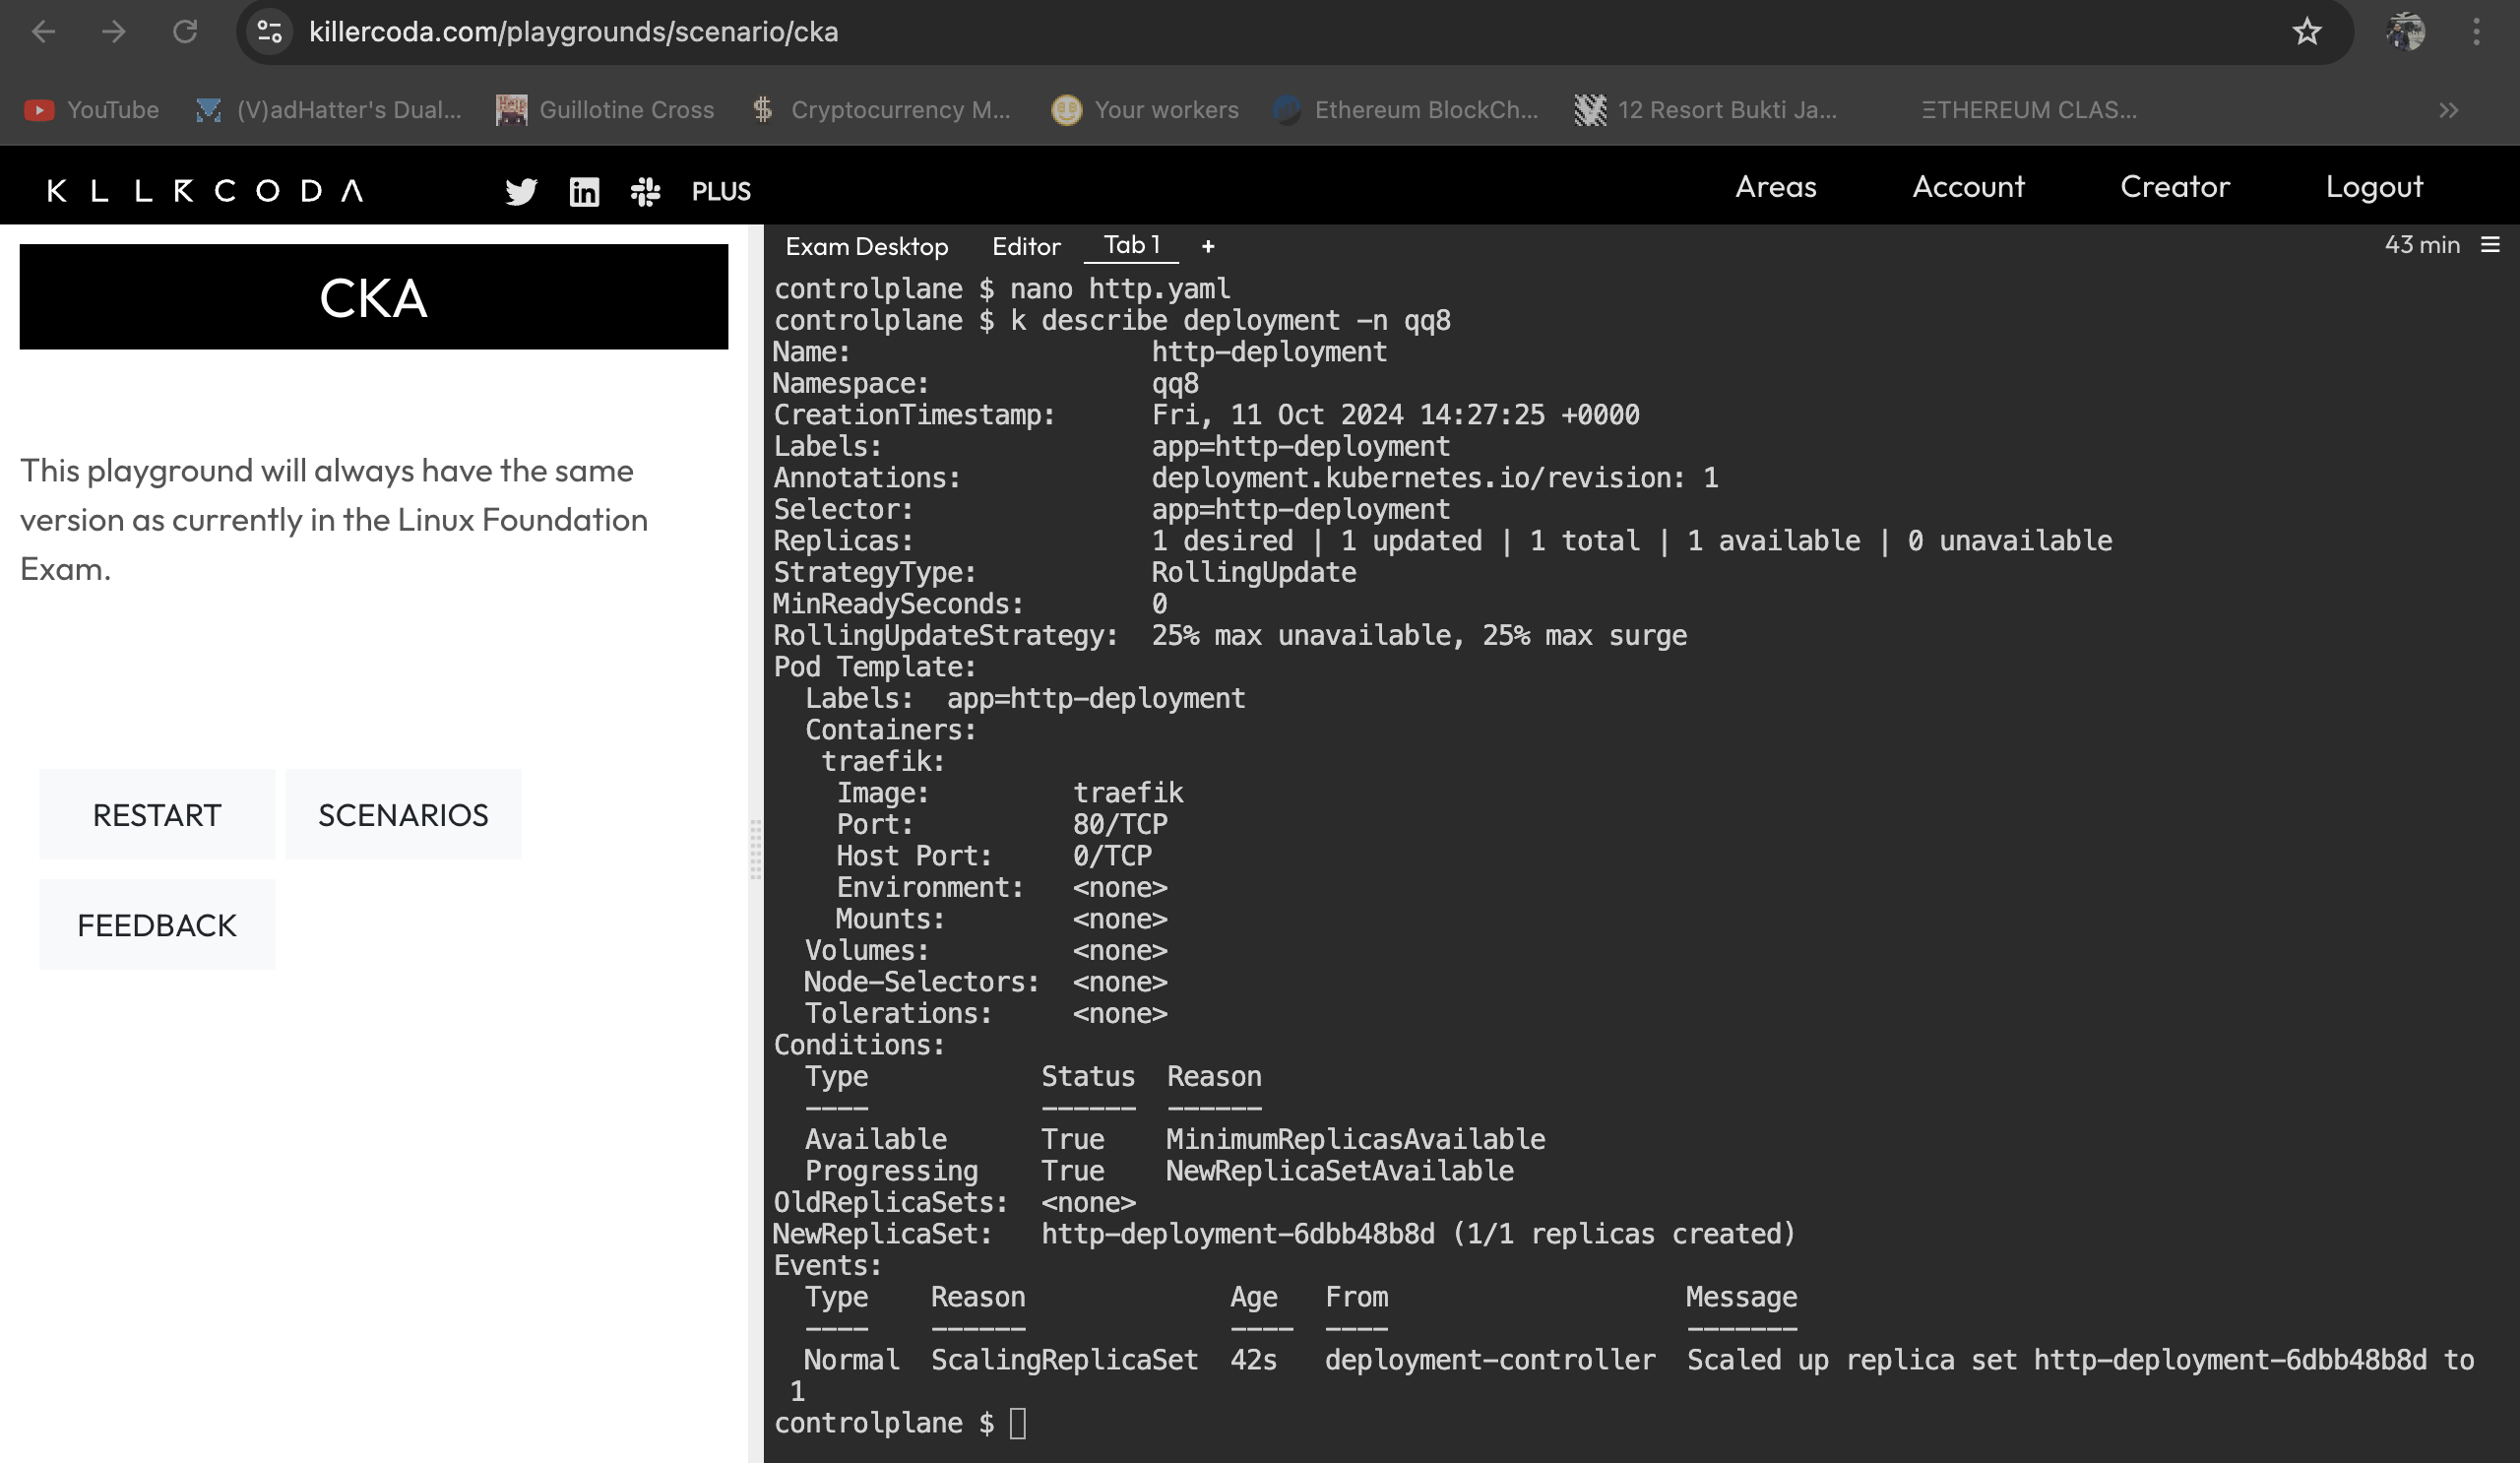 killercoda.com/playgrounds/scenario/cka
YouTube (V)adHatter's Dual... Guillotine Cross Cryptocurrency M... Your workers Ethereum BlockCh... 12 Resort Bukti Ja... ΞTHEREUM CLAS...
KLLRCODA PLUS Areas Account Creator Logout
CKA
This playground will always have the same
version as currently in the Linux Foundation
Exam.
RESTART SCENARIOS
FEEDBACK
Exam Desktop Editor Tab 1 + 43 min
controlplane $ nano http.yaml
controlplane $ k describe deployment -n qq8
Name: http-deployment
Namespace: qq8
CreationTimestamp: Fri, 11 Oct 2024 14:27:25 +0000
Labels: app=http-deployment
Annotations: deployment.kubernetes.io/revision: 1
Selector: app=http-deployment
Replicas: 1 desired | 1 updated | 1 total | 1 available | 0 unavailable
StrategyType: RollingUpdate
MinReadySeconds: 0
RollingUpdateStrategy: 25% max unavailable, 25% max surge
Pod Template:
Labels: app=http-deployment
Containers:
traefik:
Image: traefik
Port: 80/TCP
Host Port: 0/TCP
Environment: <none>
Mounts: <none>
Volumes: <none>
Node-Selectors: <none>
Tolerations: <none>
Conditions:
Type Status Reason
---- ------ ------
Available True MinimumReplicasAvailable
Progressing True NewReplicaSetAvailable
OldReplicaSets: <none>
NewReplicaSet: http-deployment-6dbb48b8d (1/1 replicas created)
Events:
Type Reason Age From Message
---- ------ ---- ---- -------
Normal ScalingReplicaSet 42s deployment-controller Scaled up replica set http-deployment-6dbb48b8d to
1
controlplane $